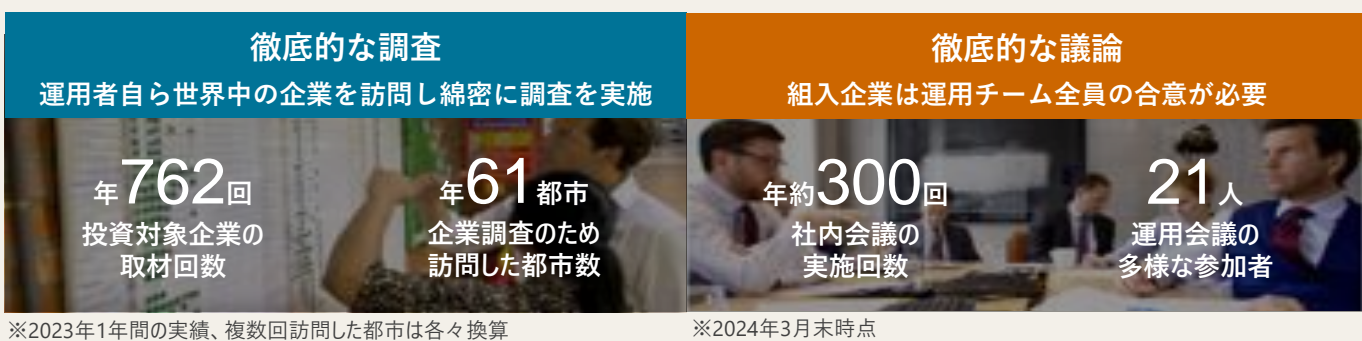 徹底的な調査
運用者自ら世界中の企業を訪問し綿密に調査を実施
年762回
投資対象企業の
取材回数
年61都市
企業調査のため
訪問した都市数
※2023年1年間の実績、複数回訪問した都市は各々換算
徹底的な議論
組入企業は運用チーム全員の合意が必要
年約300回
社内会議の
実施回数
21人
運用会議の
多様な参加者
※2024年3月末時点